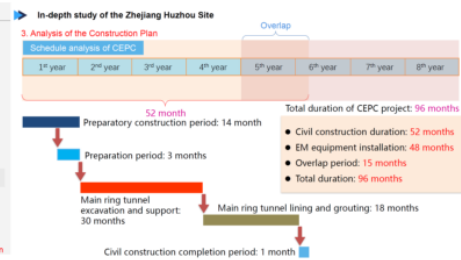 In-depth study of the Zhejiang Huzhou Site
Overlap
3. Analysis of the Construction Plan
Schedule analysis of CEPC
1st year 2nd year 3rd year 4th year 5th year 6th year 7th year 8th year
52 month
Total duration of CEPC project: 96 months
Preparatory construction period: 14 month
● Civil construction duration: 52 months
● EM equipment installation: 48 months
● Overlap period: 15 months
● Total duration: 96 months
Preparation period: 3 months
Main ring tunnel
excavation and support:
30 months
Main ring tunnel lining and grouting: 18 months
Civil construction completion period: 1 month